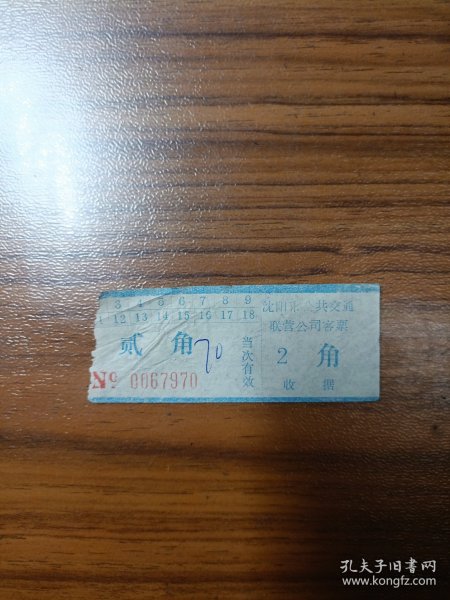 3 4 5 6 7 8 9
12 13 14 15 16 17 18
贰 角
70
当次有效
№ 0067970
沈阳市公共交通
联营公司客票
2 角
收 据
孔夫子旧书网
www.kongfz.com